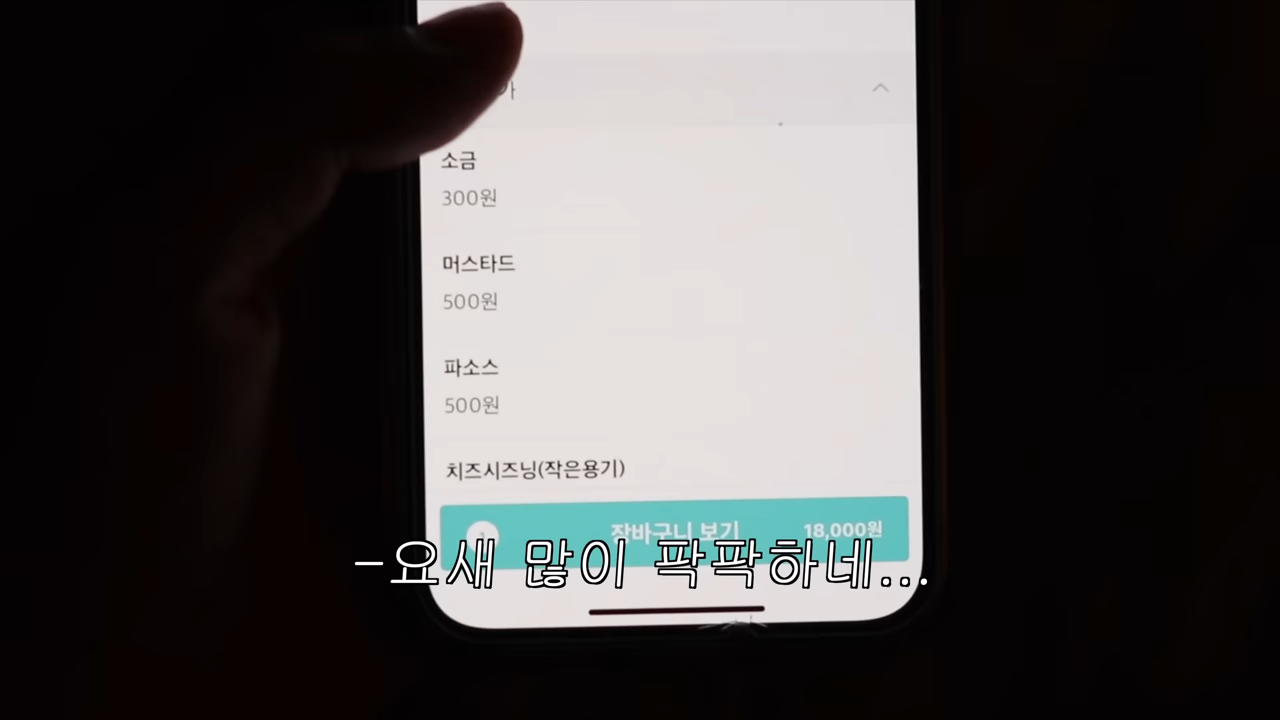 소금
300원
머스타드
500원
파소스
500원
치즈시즈닝(작은용기)
1 장바구니 보기 18,000원
-요새 많이 팍팍하네...